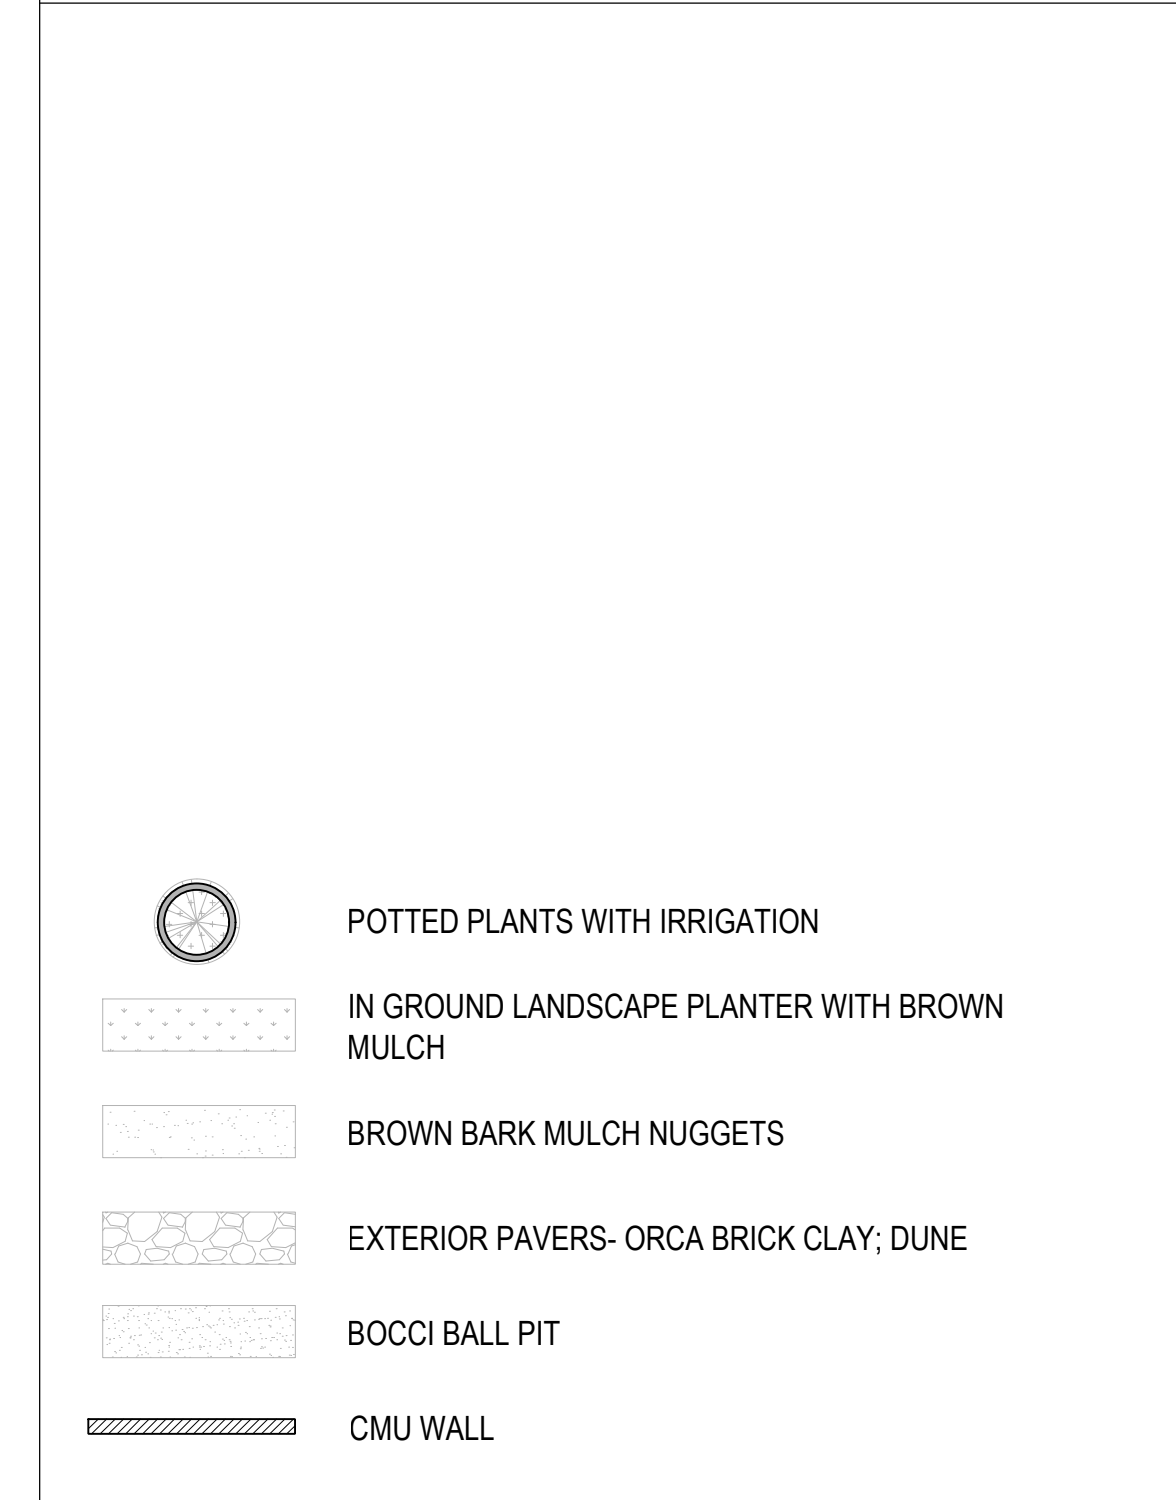 POTTED PLANTS WITH IRRIGATION
IN GROUND LANDSCAPE PLANTER WITH BROWN
MULCH
BROWN BARK MULCH NUGGETS
EXTERIOR PAVERS- ORCA BRICK CLAY; DUNE
BOCCI BALL PIT
CMU WALL